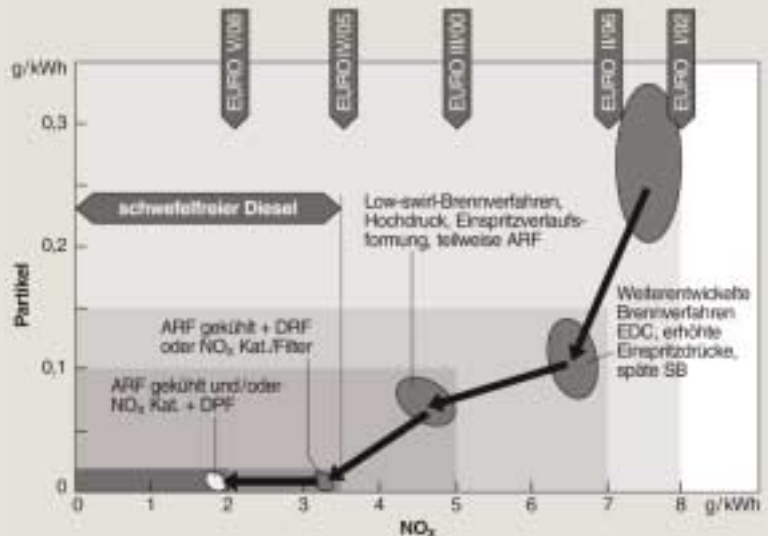 EURO V/08
EURO IV/05
EURO III/00
EURO II/96
EURO I/92
g/kWh
0,3
0,2
0,1
0
Partikel
schwefelfreier Diesel
Low-swirl-Brennverfahren,
Hochdruck, Einspritzverlaufs-
formung, teilweise ARF
Weiterentwickelte
Brennverfahren
EDC, erhöhte
Einspritzdrücke,
späte SB
ARF gekühlt + DRF
oder NOx Kat./Filter
ARF gekühlt und/oder
NOx Kat. + DPF
0 1 2 3 4 5 6 7 8 g/kWh
NOx